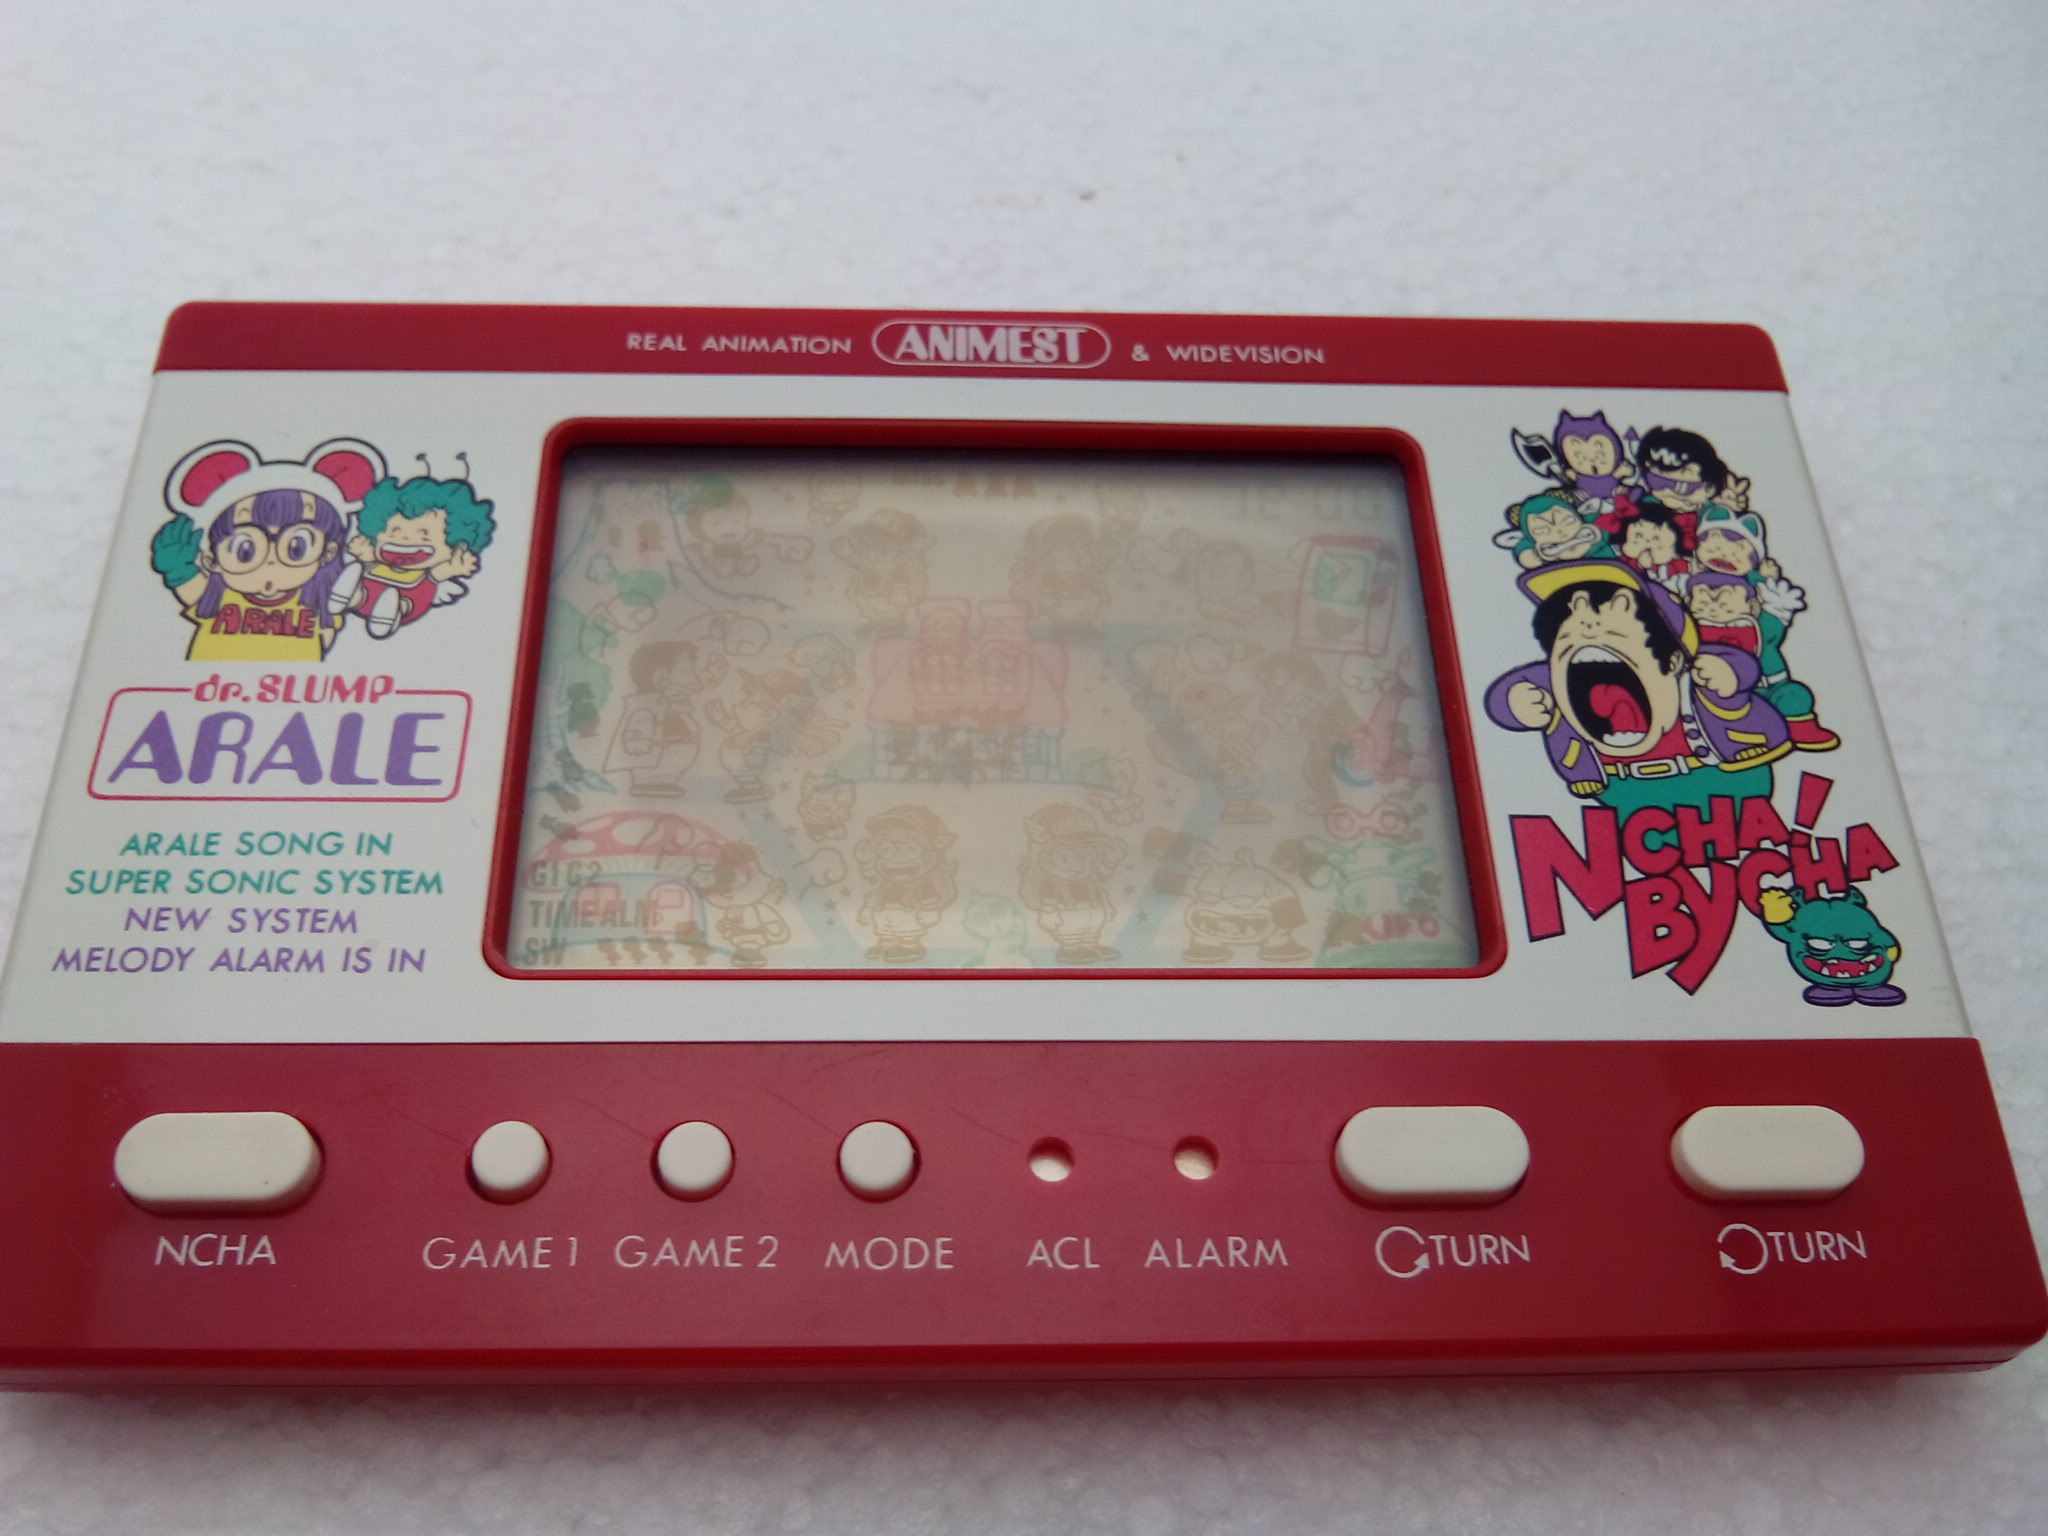 REAL ANIMATION ANIMEST & WIDEVISION
ARALE
dr.SLUMP
ARALE
ARALE SONG IN
SUPER SONIC SYSTEM
NEW SYSTEM
MELODY ALARM IS IN
G1 G2
TIME ALM
SW
UFO
NCHA!
BYCHA
NCHA
GAME 1
GAME 2
MODE
ACL
ALARM
TURN
TURN